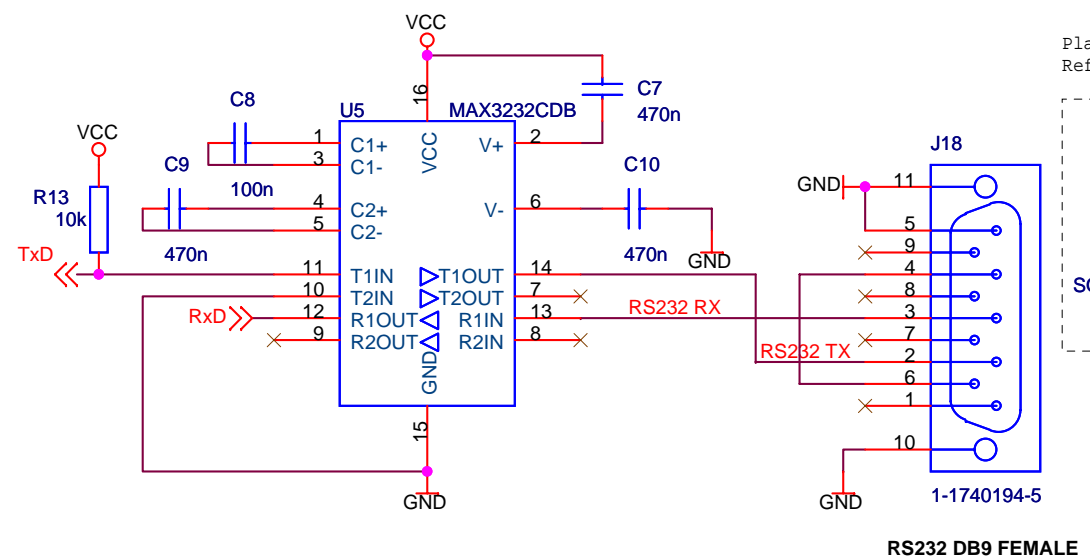 VCC
Pla
Ref
16
C7
470n
C8
U5
MAX3232CDB
VCC
C9
100n
1
C1+
VCC
V+
2
3
C1-
J18
C10
R13
10k
4
C2+
V-
6
GND
11
5
C2-
5
TxD
470n
470n
GND
9
11
T1IN
T1OUT
14
4
10
T2IN
T2OUT
7
8
SC
RxD
12
R1OUT
R1IN
13
RS232 RX
3
9
R2OUT
R2IN
8
7
RS232 TX
2
GND
6
1
15
10
GND
GND
1-1740194-5
RS232 DB9 FEMALE